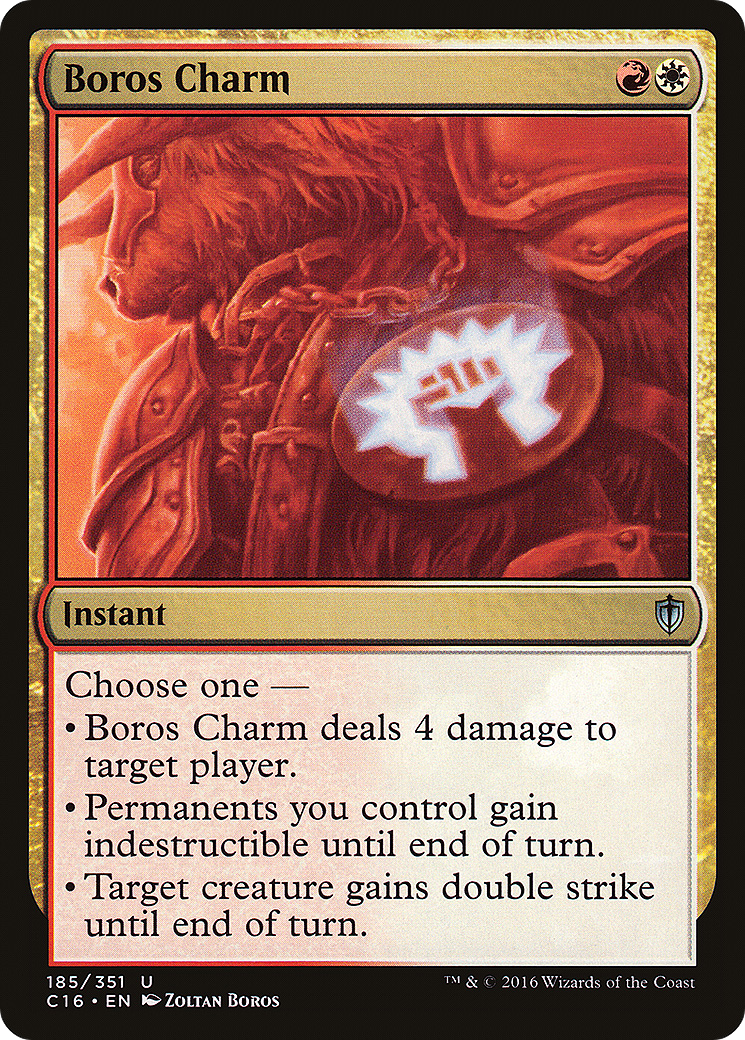 Boros Charm
Instant
Choose one —
• Boros Charm deals 4 damage to
target player.
• Permanents you control gain
indestructible until end of turn.
• Target creature gains double strike
until end of turn.
185/351 U
™ & © 2016 Wizards of the Coast
C16 • EN Zoltan Boros